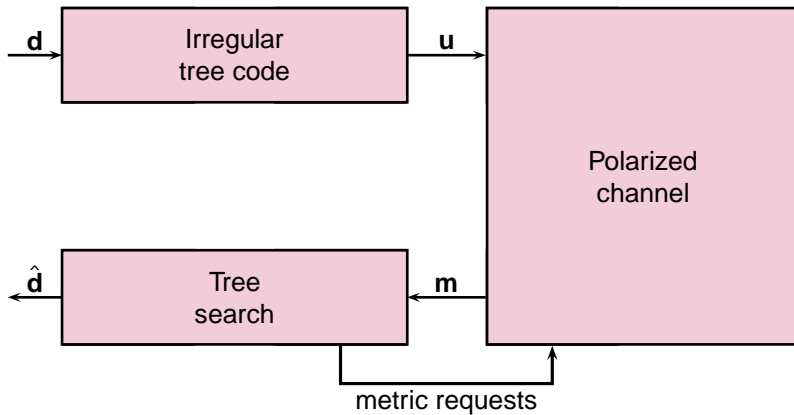 d
Irregular
tree code
u
Polarized
channel
d̂
Tree
search
m
metric requests